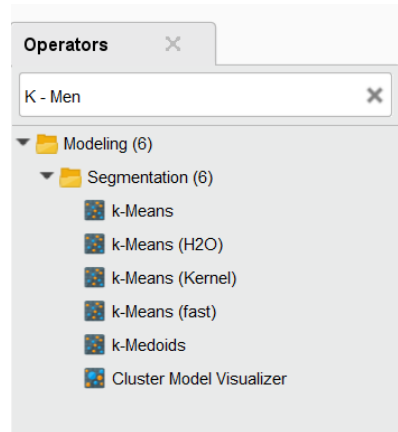 Operators
K - Men
Modeling (6)
Segmentation (6)
k-Means
k-Means (H2O)
k-Means (Kernel)
k-Means (fast)
k-Medoids
Cluster Model Visualizer